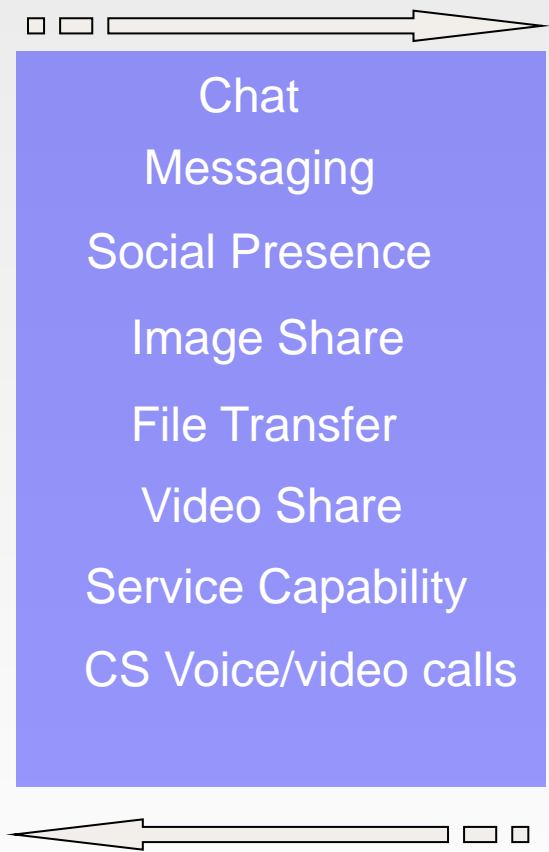 Chat
Messaging
Social Presence
Image Share
File Transfer
Video Share
Service Capability
CS Voice/video calls